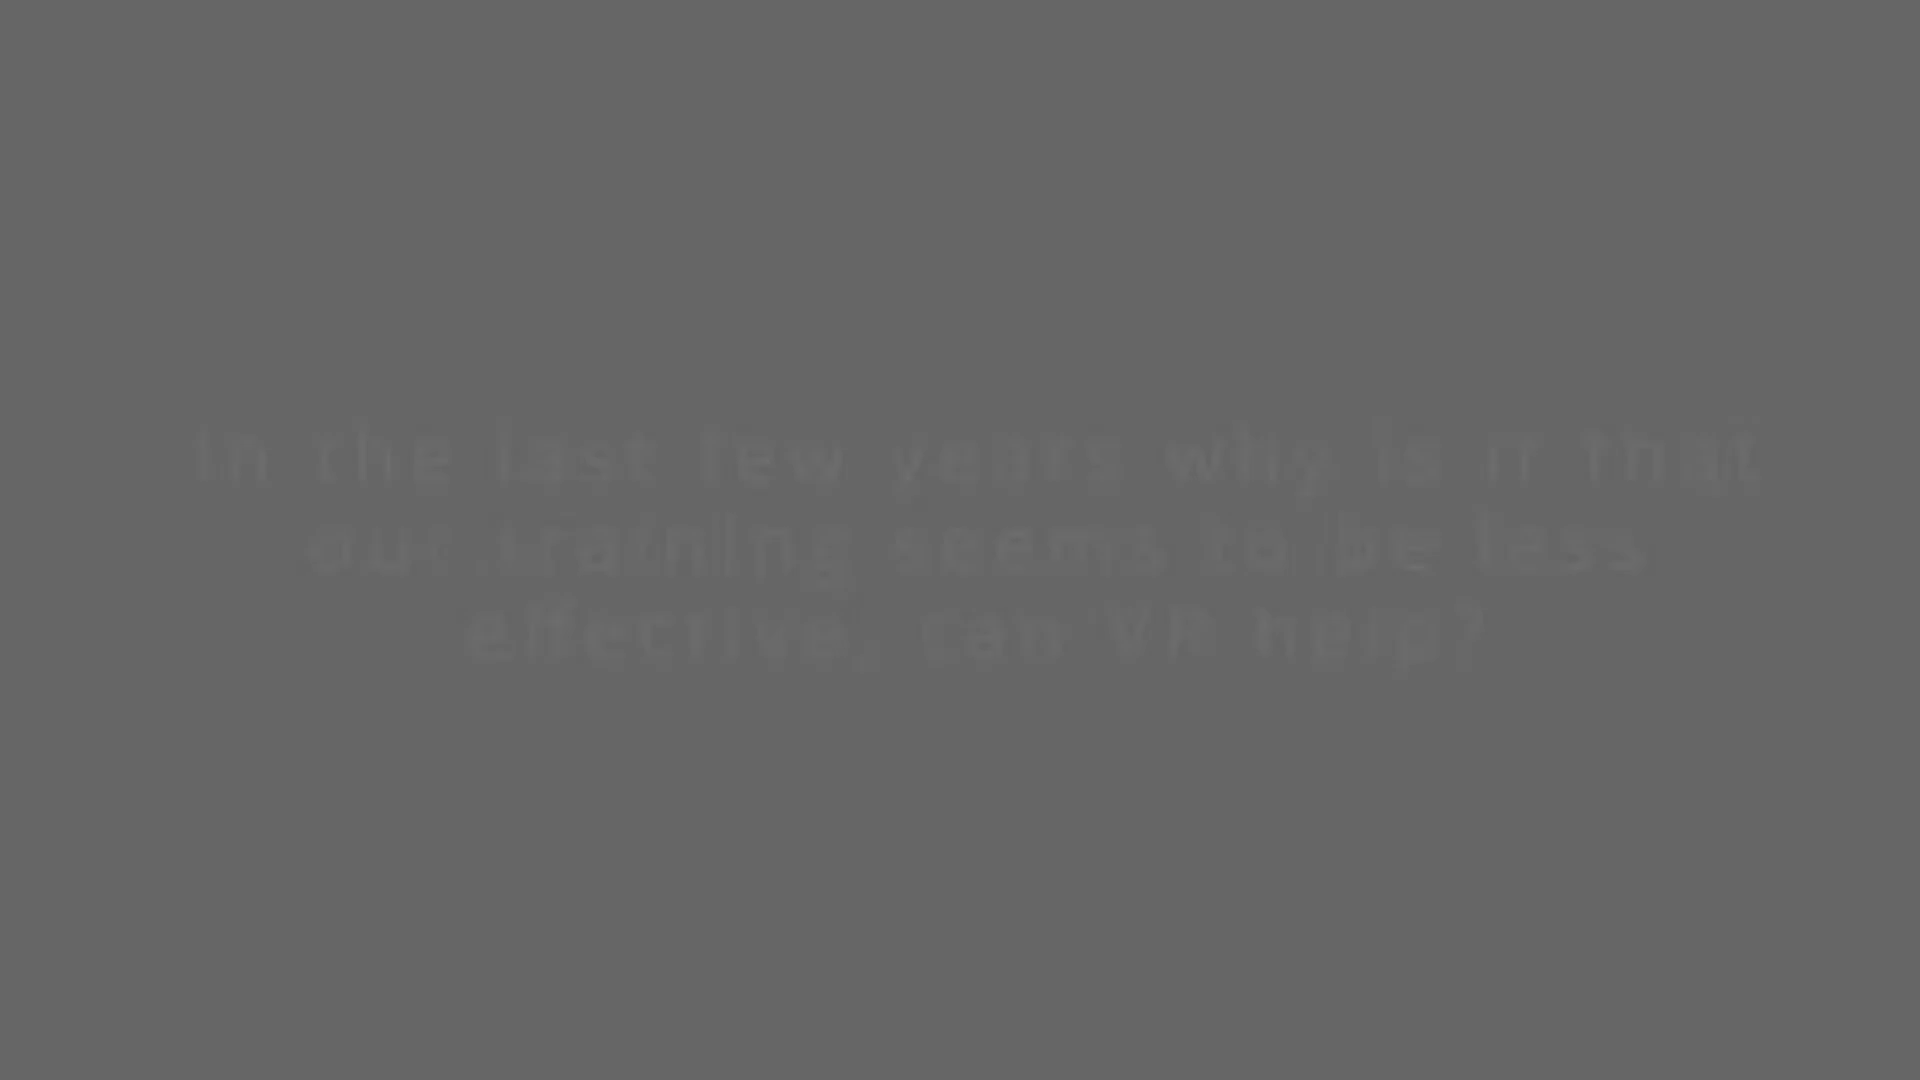 In the last few years why is it that
our training seems to be less
effective, can VR help?